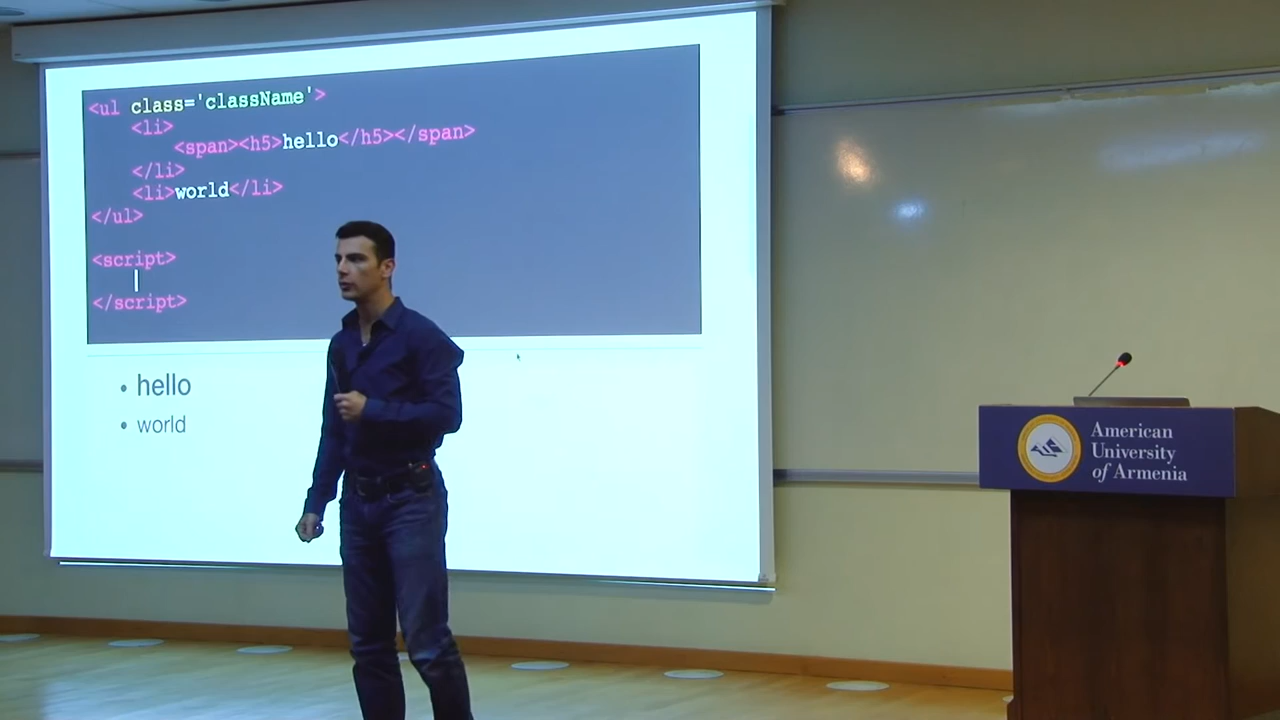 <ul class='className'>
<li>
<span><h5>hello</h5></span>
</li>
<li>world</li>
</ul>
<script>
</script>
• hello
• world
American
University
of Armenia